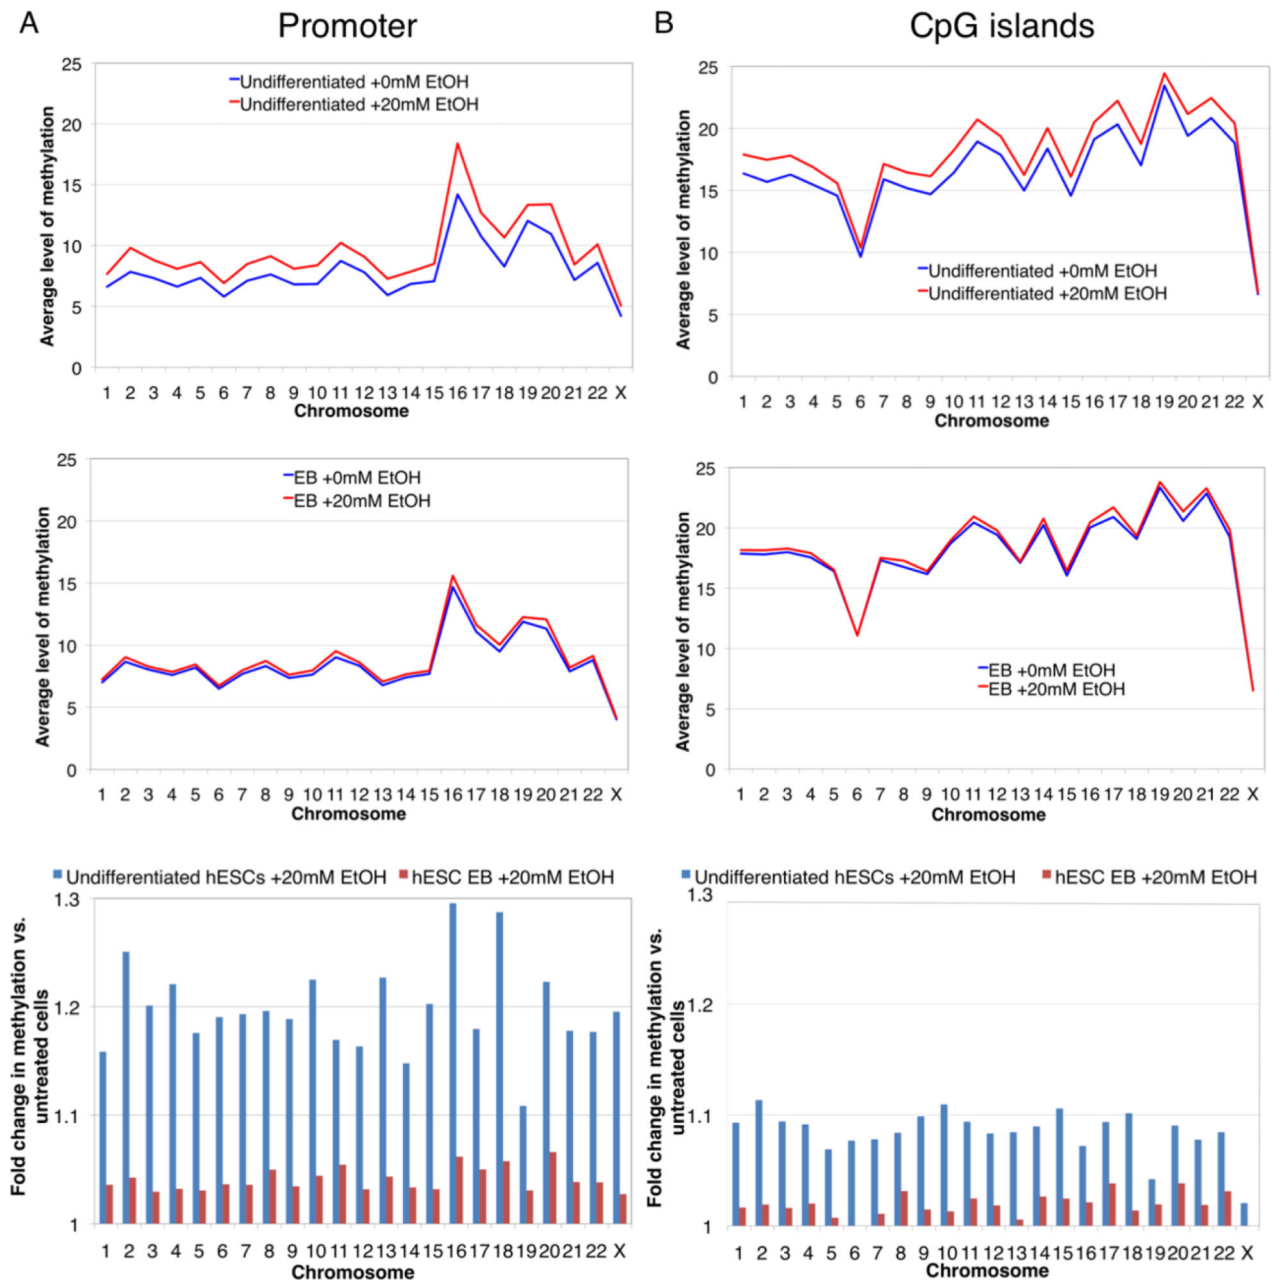 A
Promoter
B
CpG islands
Average level of methylation
25
20
15
10
5
0
Undifferentiated +0mM EtOH
Undifferentiated +20mM EtOH
1 2 3 4 5 6 7 8 9 10 11 12 13 14 15 16 17 18 19 20 21 22 X
Chromosome
Average level of methylation
25
20
15
10
5
0
Undifferentiated +0mM EtOH
Undifferentiated +20mM EtOH
1 2 3 4 5 6 7 8 9 10 11 12 13 14 15 16 17 18 19 20 21 22 X
Chromosome
Average level of methylation
25
20
15
10
5
0
EB +0mM EtOH
EB +20mM EtOH
1 2 3 4 5 6 7 8 9 10 11 12 13 14 15 16 17 18 19 20 21 22 X
Chromosome
Average level of methylation
25
20
15
10
5
0
EB +0mM EtOH
EB +20mM EtOH
1 2 3 4 5 6 7 8 9 10 11 12 13 14 15 16 17 18 19 20 21 22 X
Chromosome
Undifferentiated hESCs +20mM EtOH hESC EB +20mM EtOH
Fold change in methylation vs.
untreated cells
1.3
1.2
1.1
1
1 2 3 4 5 6 7 8 9 10 11 12 13 14 15 16 17 18 19 20 21 22 X
Chromosome
Undifferentiated hESCs +20mM EtOH hESC EB +20mM EtOH
Fold change in methylation vs.
untreated cells
1.3
1.2
1.1
1
1 2 3 4 5 6 7 8 9 10 11 12 13 14 15 16 17 18 19 20 21 22 X
Chromosome